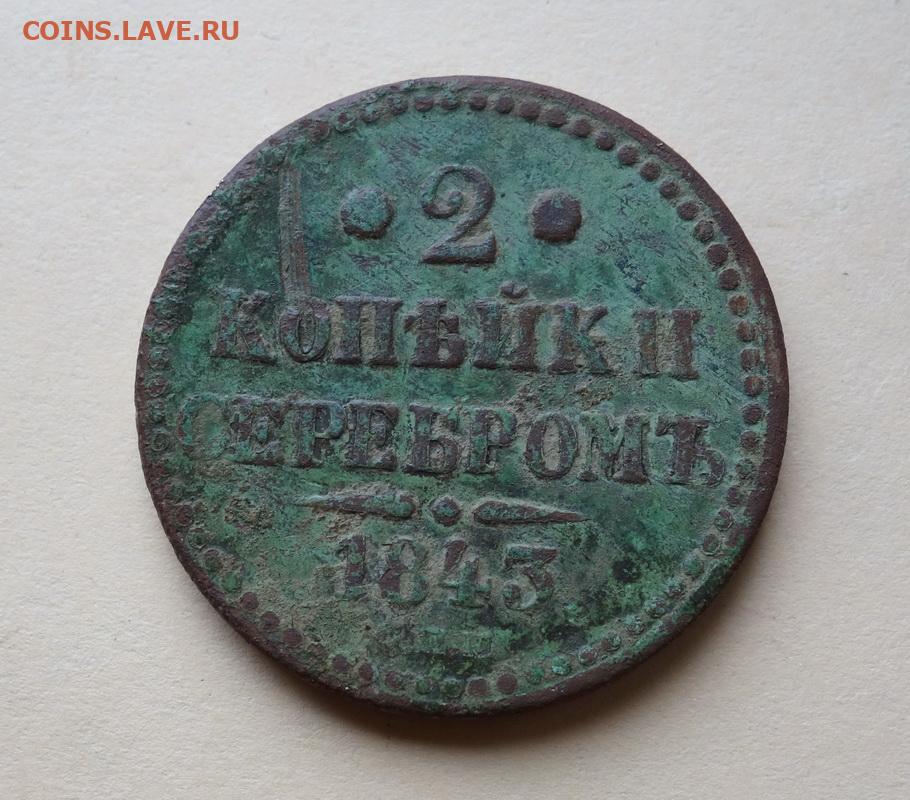 COINS.LAVE.RU
• 2 •
КОПѢЙКИ
СЕРЕБРОМЪ
1843